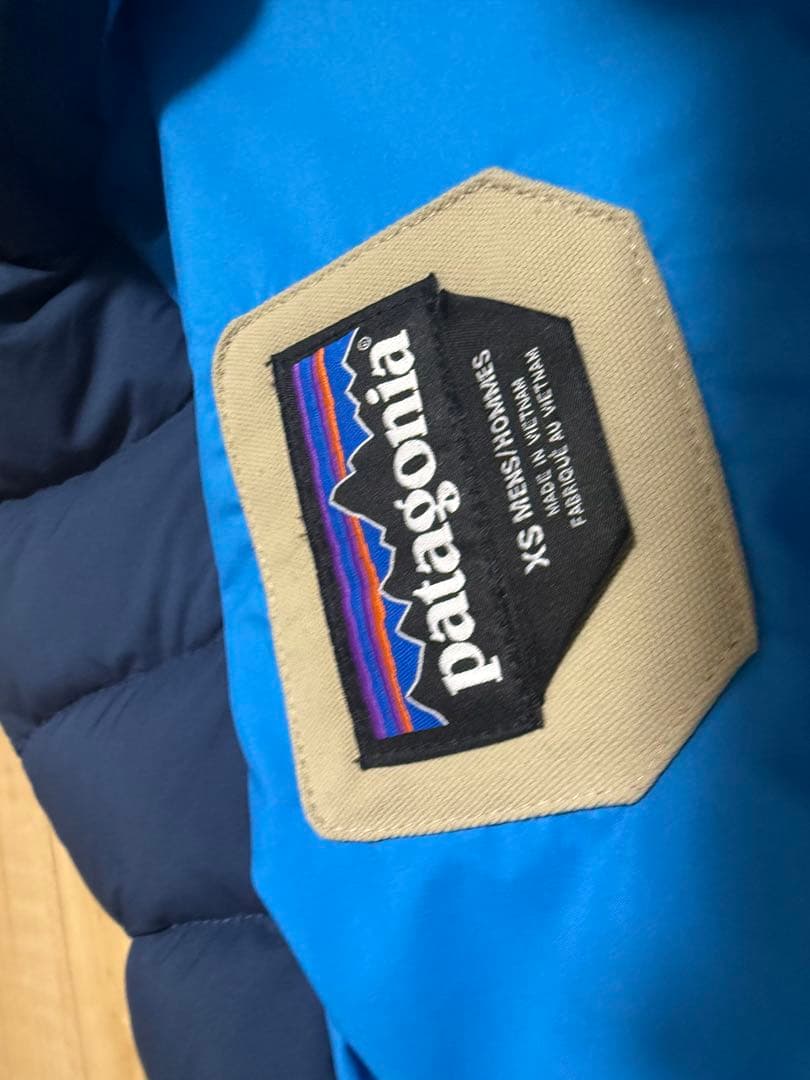 patagonia®
XS MENS/HOMMES
MADE IN VIETNAM
FABRIQUÉ AU VIETNAM